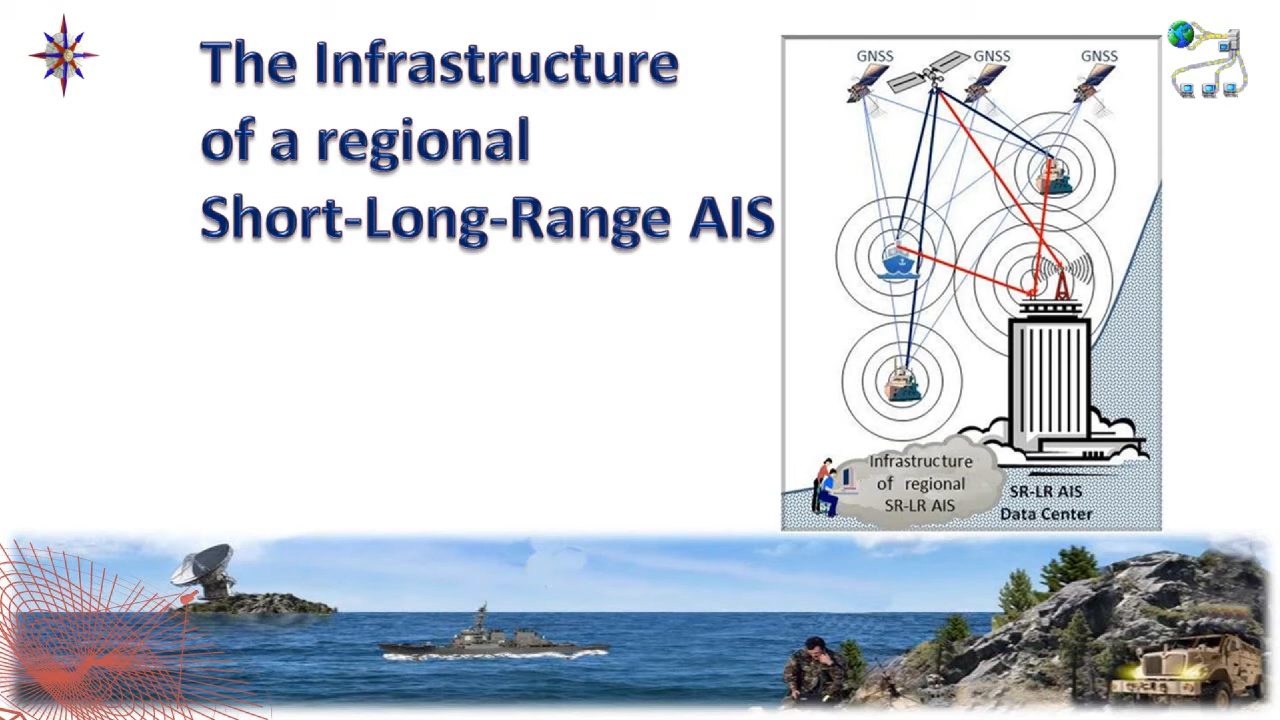 The Infrastructure
of a regional
Short-Long-Range AIS
GNSS
GNSS
GNSS
Infrastructure
of regional
SR-LR AIS
SR-LR AIS
Data Center